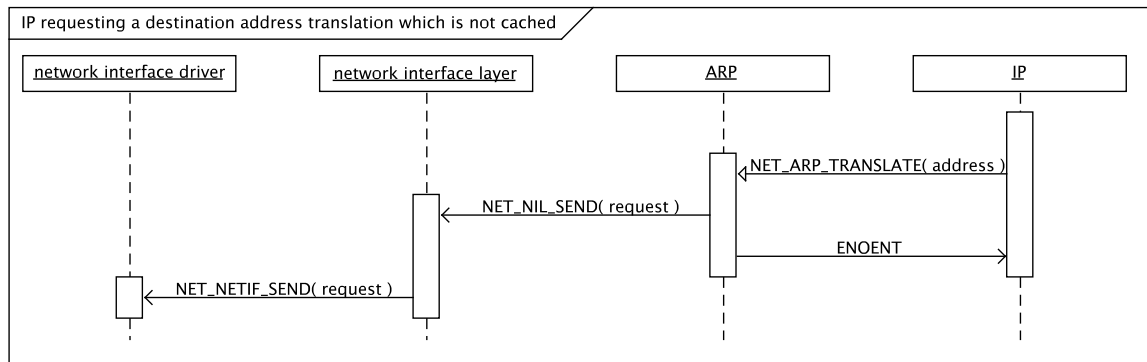 IP requesting a destination address translation which is not cached
network interface driver
network interface layer
ARP
IP
NET_ARP_TRANSLATE( address )
NET_NIL_SEND( request )
ENOENT
NET_NETIF_SEND( request )